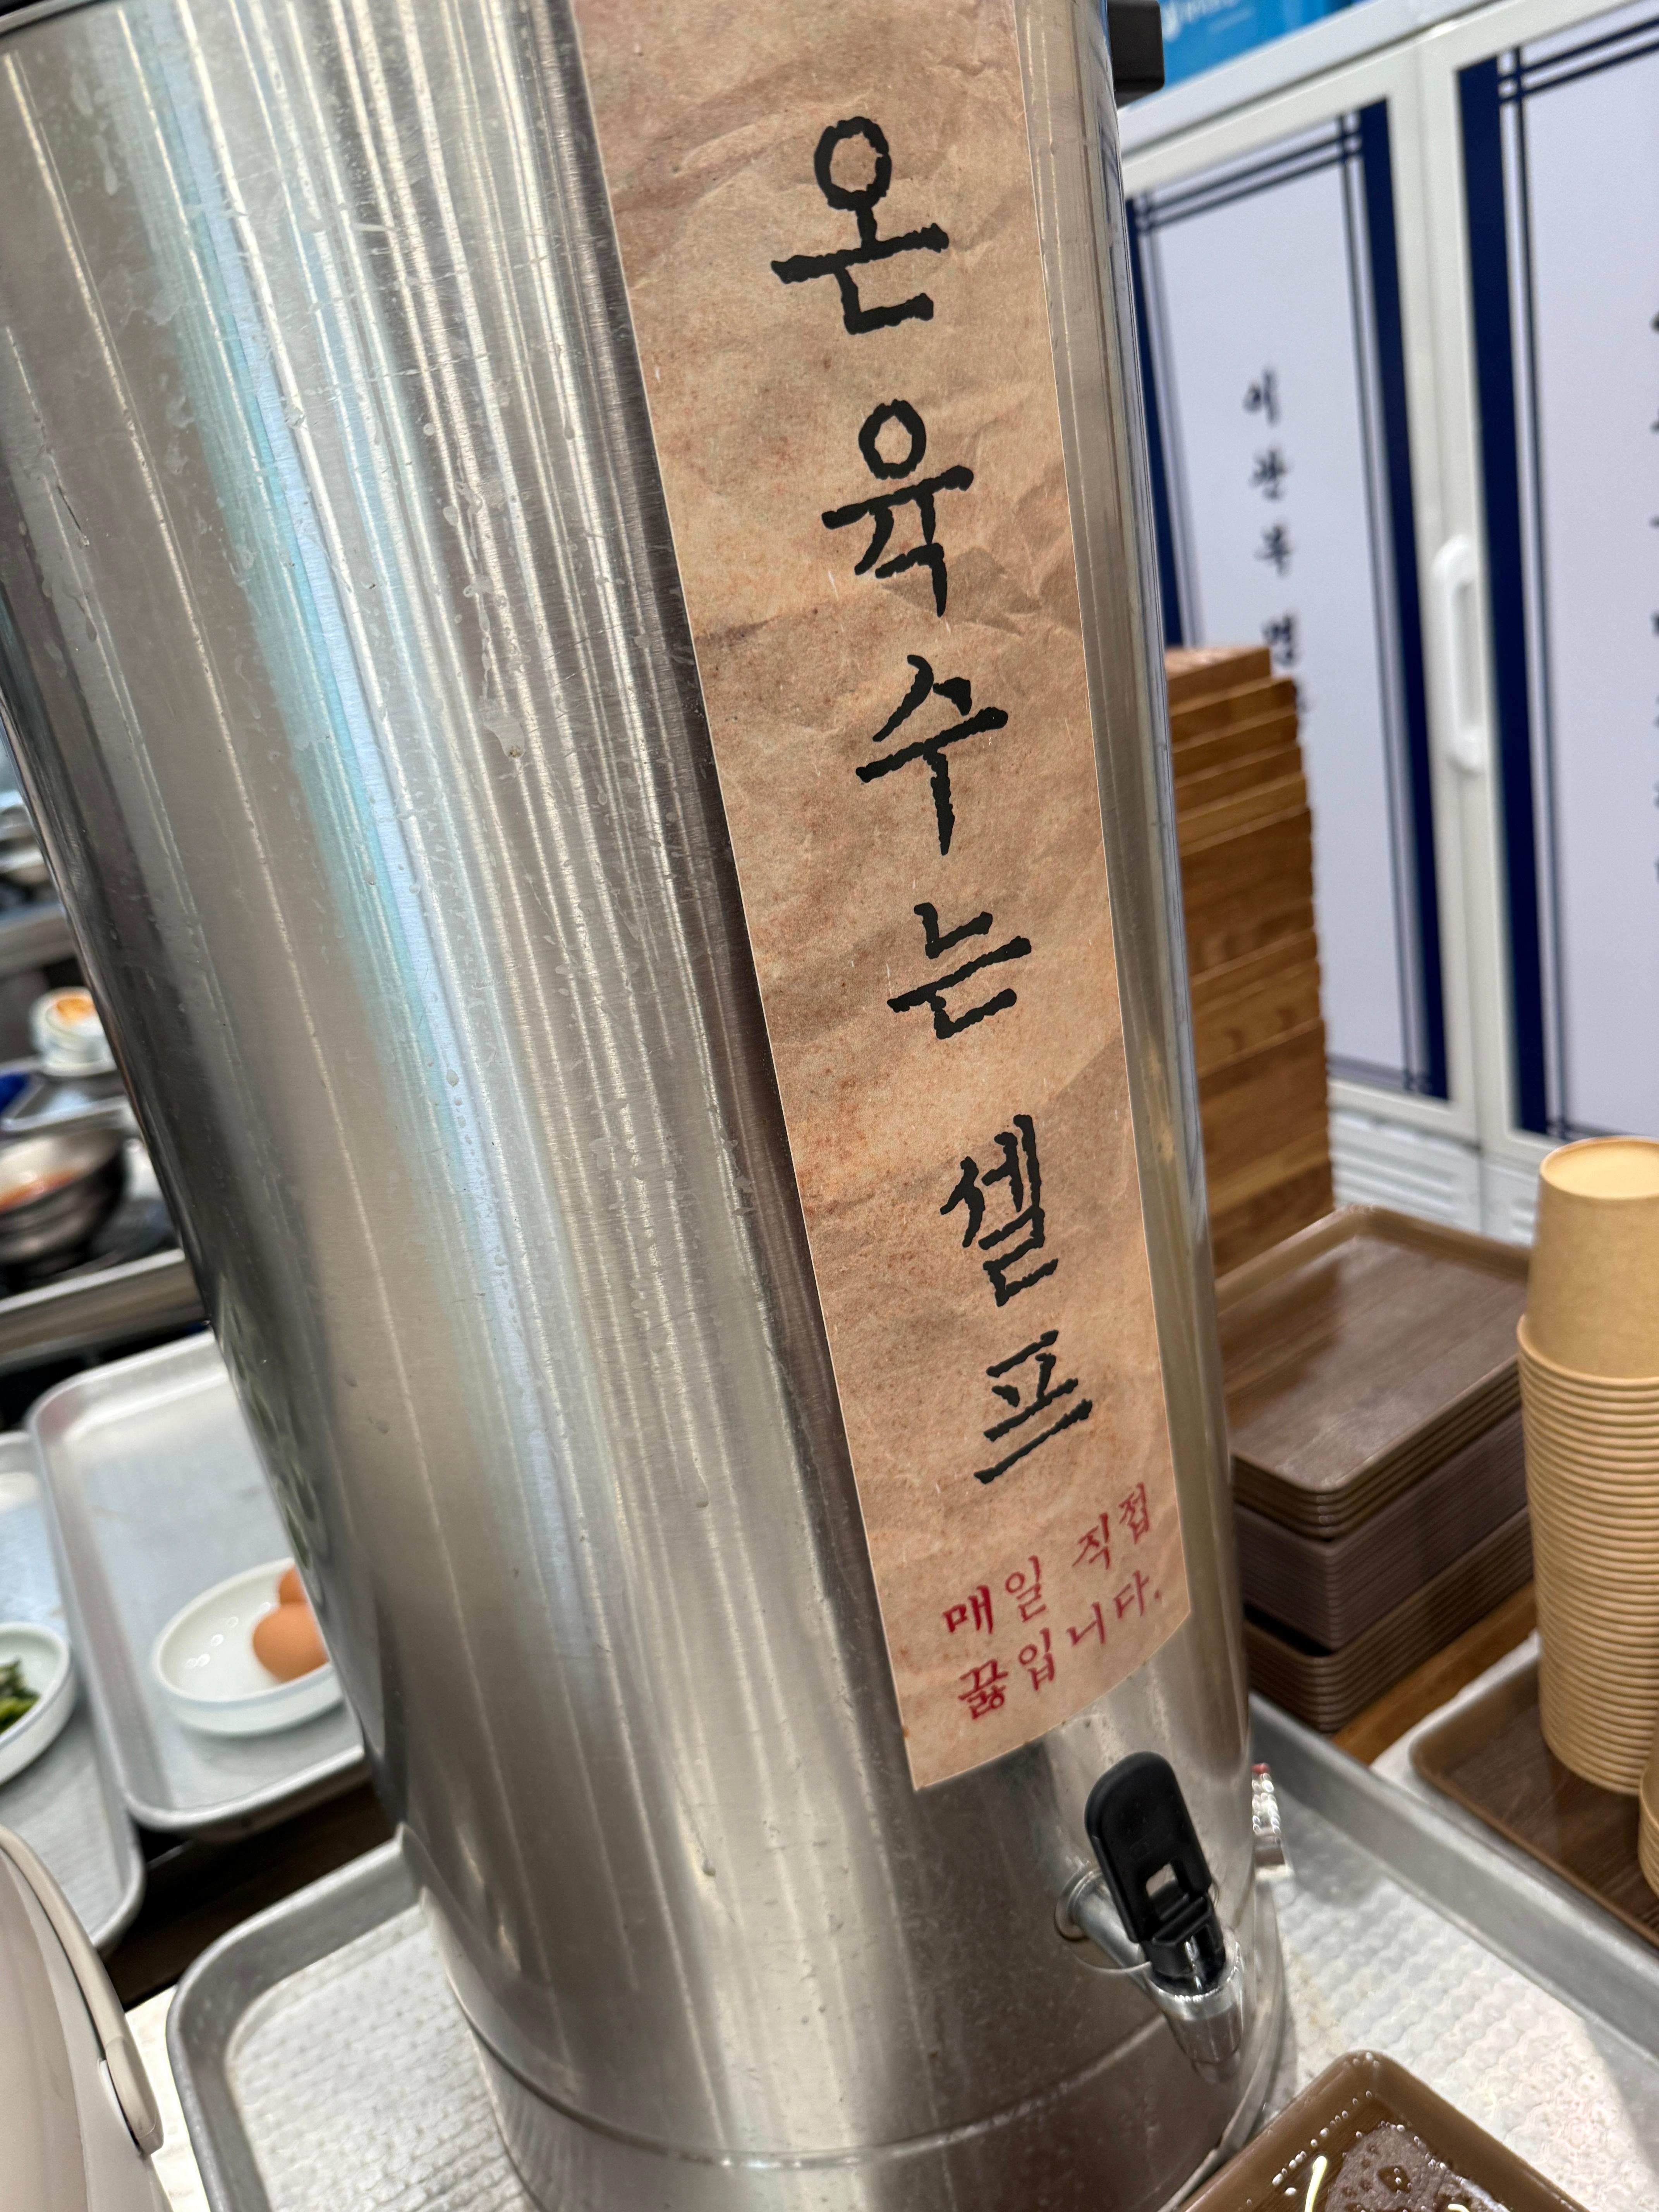 온육수는 셀프
매일 직접
끓입니다.